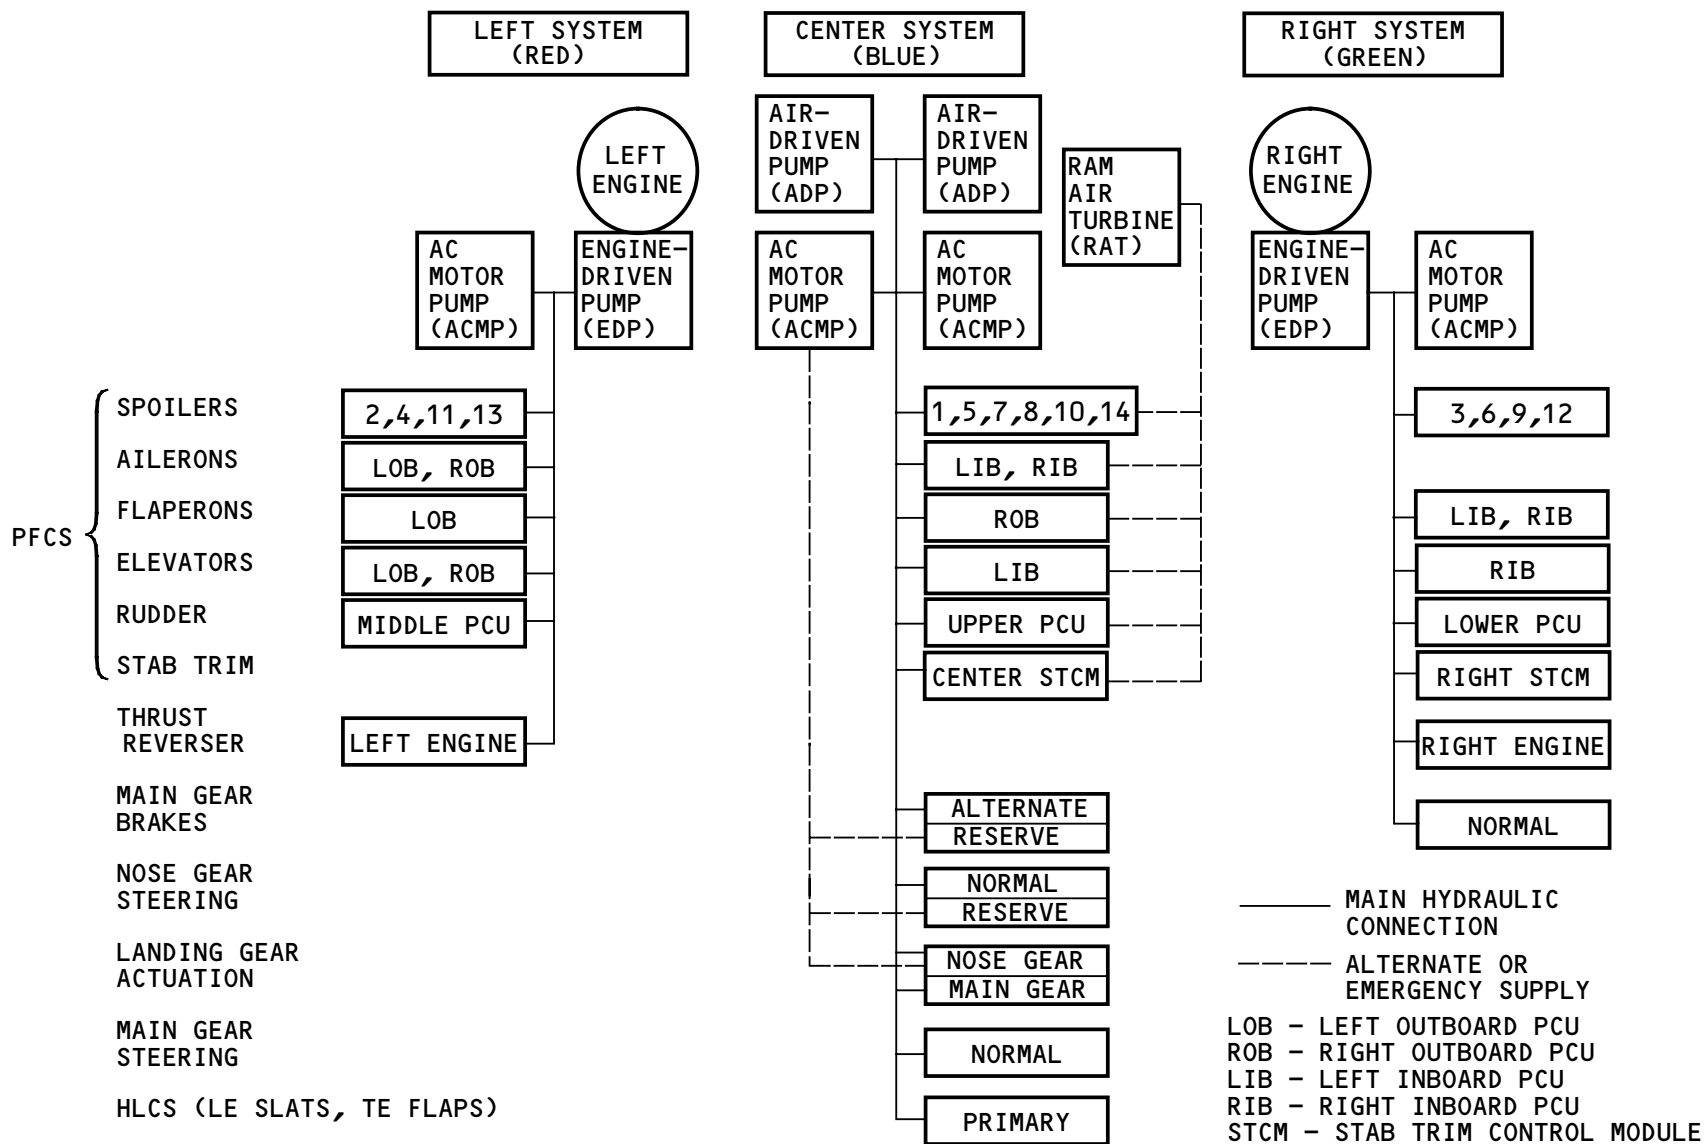 LEFT SYSTEM
(RED)
CENTER SYSTEM
(BLUE)
RIGHT SYSTEM
(GREEN)
LEFT
ENGINE
AC
MOTOR
PUMP
(ACMP)
ENGINE-
DRIVEN
PUMP
(EDP)
AIR-
DRIVEN
PUMP
(ADP)
AIR-
DRIVEN
PUMP
(ADP)
AC
MOTOR
PUMP
(ACMP)
AC
MOTOR
PUMP
(ACMP)
RAM
AIR
TURBINE
(RAT)
RIGHT
ENGINE
ENGINE-
DRIVEN
PUMP
(EDP)
AC
MOTOR
PUMP
(ACMP)
PFCS
SPOILERS
2,4,11,13
1,5,7,8,10,14
3,6,9,12
AILERONS
LOB, ROB
LIB, RIB
FLAPERONS
LOB
ROB
LIB, RIB
ELEVATORS
LOB, ROB
LIB
RIB
RUDDER
MIDDLE PCU
UPPER PCU
LOWER PCU
STAB TRIM
CENTER STCM
RIGHT STCM
THRUST
REVERSER
LEFT ENGINE
RIGHT ENGINE
MAIN GEAR
BRAKES
ALTERNATE
RESERVE
NORMAL
NOSE GEAR
STEERING
NORMAL
RESERVE
LANDING GEAR
ACTUATION
NOSE GEAR
MAIN GEAR
MAIN GEAR
STEERING
NORMAL
HLCS (LE SLATS, TE FLAPS)
PRIMARY
MAIN HYDRAULIC
CONNECTION
ALTERNATE OR
EMERGENCY SUPPLY
LOB - LEFT OUTBOARD PCU
ROB - RIGHT OUTBOARD PCU
LIB - LEFT INBOARD PCU
RIB - RIGHT INBOARD PCU
STCM - STAB TRIM CONTROL MODULE